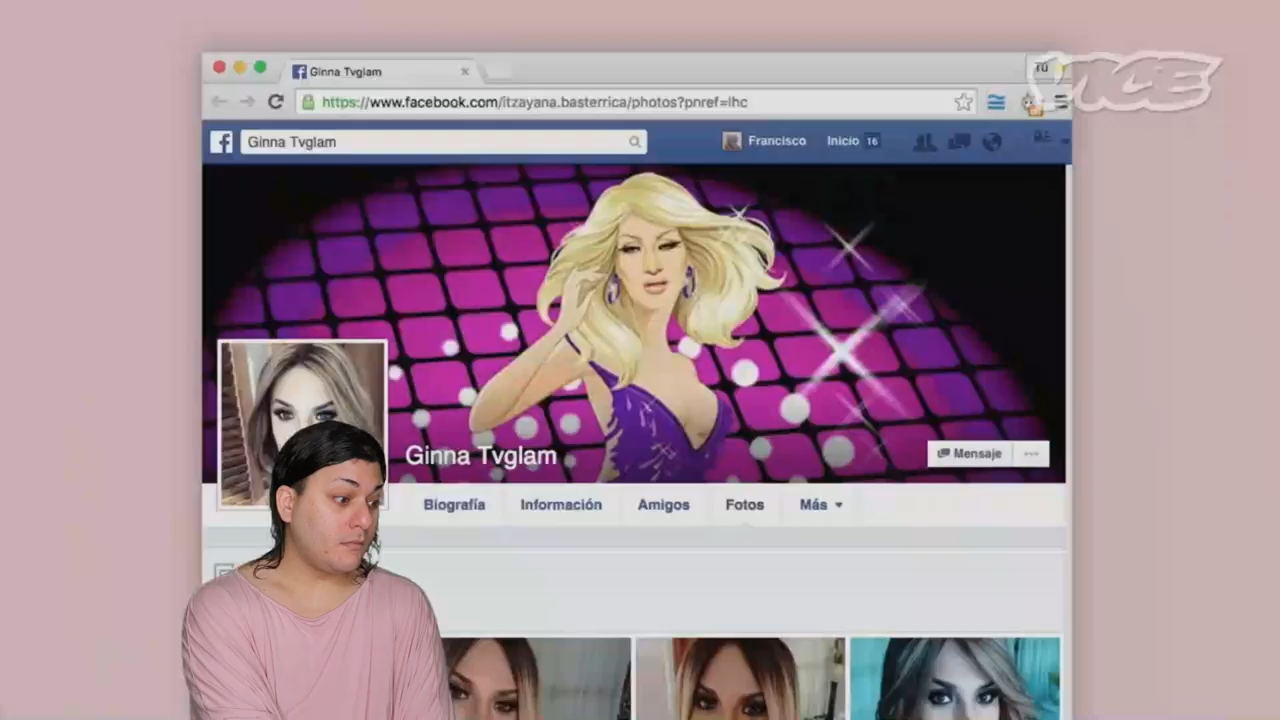 Ginna Tvglam
VICE
https://www.facebook.com/itzayana.basterrica/photos?pnref=lhc
Ginna Tvglam
Francisco
Inicio 16
Ginna Tvglam
Mensaje
Biografía
Información
Amigos
Fotos
Más